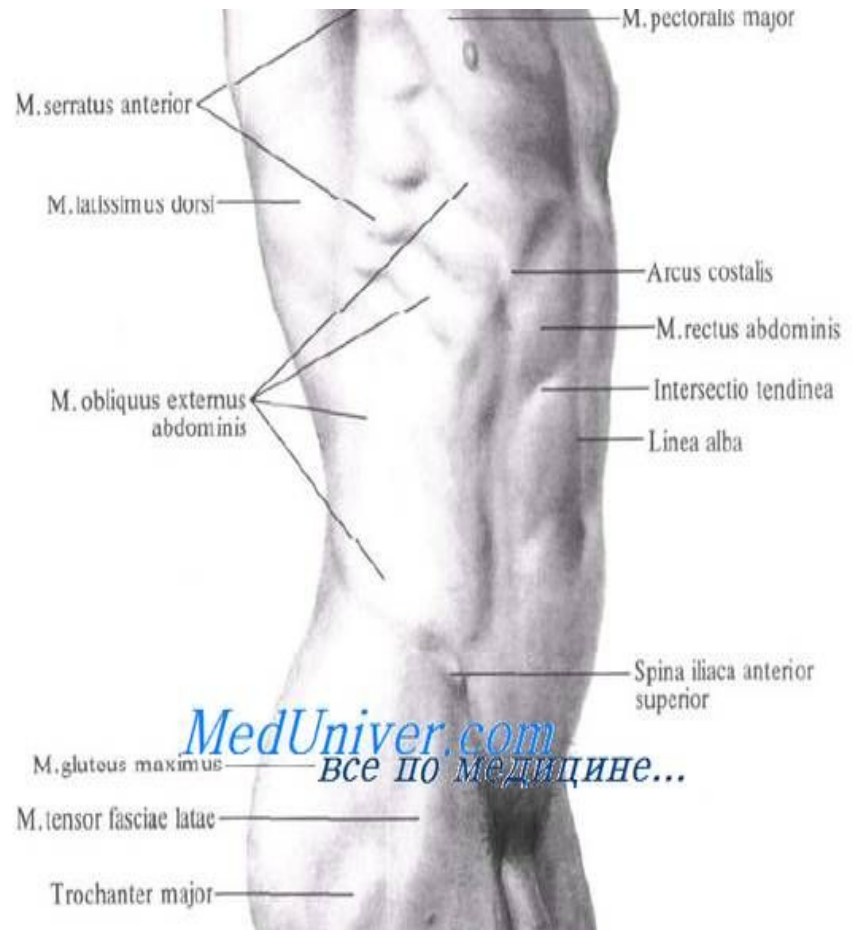 M. pectoralis major
M. serratus anterior
M. latissimus dorsi
Arcus costalis
M. rectus abdominis
Intersectio tendinea
M. obliquus externus
abdominis
Linea alba
Spina iliaca anterior
superior
MedUniver.com
M. gluteus maximus
все по медицине...
M. tensor fasciae latae
Trochanter major